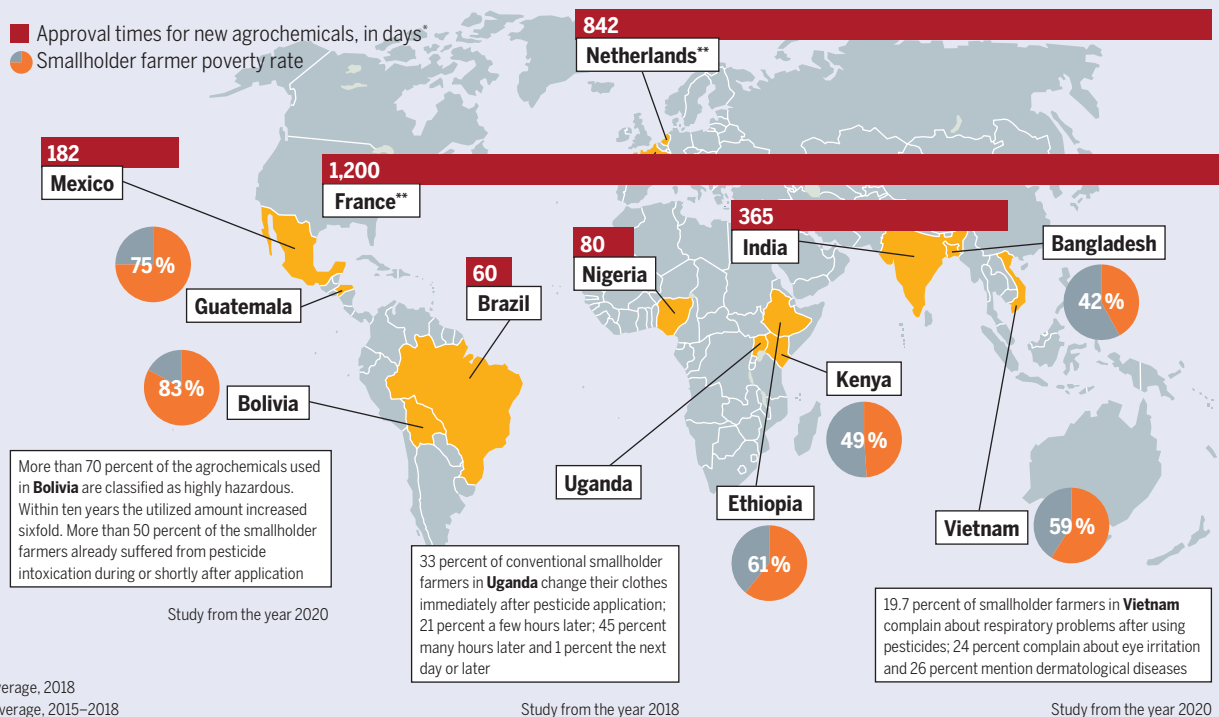 Approval times for new agrochemicals, in days*
Smallholder farmer poverty rate
842
Netherlands**
182
Mexico
1,200
France**
365
India
Bangladesh
42 %
75 %
Guatemala
60
Brazil
80
Nigeria
83 %
Bolivia
Kenya
49 %
Uganda
Ethiopia
61 %
Vietnam
59 %
More than 70 percent of the agrochemicals used
in Bolivia are classified as highly hazardous.
Within ten years the utilized amount increased
sixfold. More than 50 percent of the smallholder
farmers already suffered from pesticide
intoxication during or shortly after application
Study from the year 2020
33 percent of conventional smallholder
farmers in Uganda change their clothes
immediately after pesticide application;
21 percent a few hours later; 45 percent
many hours later and 1 percent the next
day or later
Study from the year 2018
19.7 percent of smallholder farmers in Vietnam
complain about respiratory problems after using
pesticides; 24 percent complain about eye irritation
and 26 percent mention dermatological diseases
Study from the year 2020
verage, 2018
verage, 2015–2018